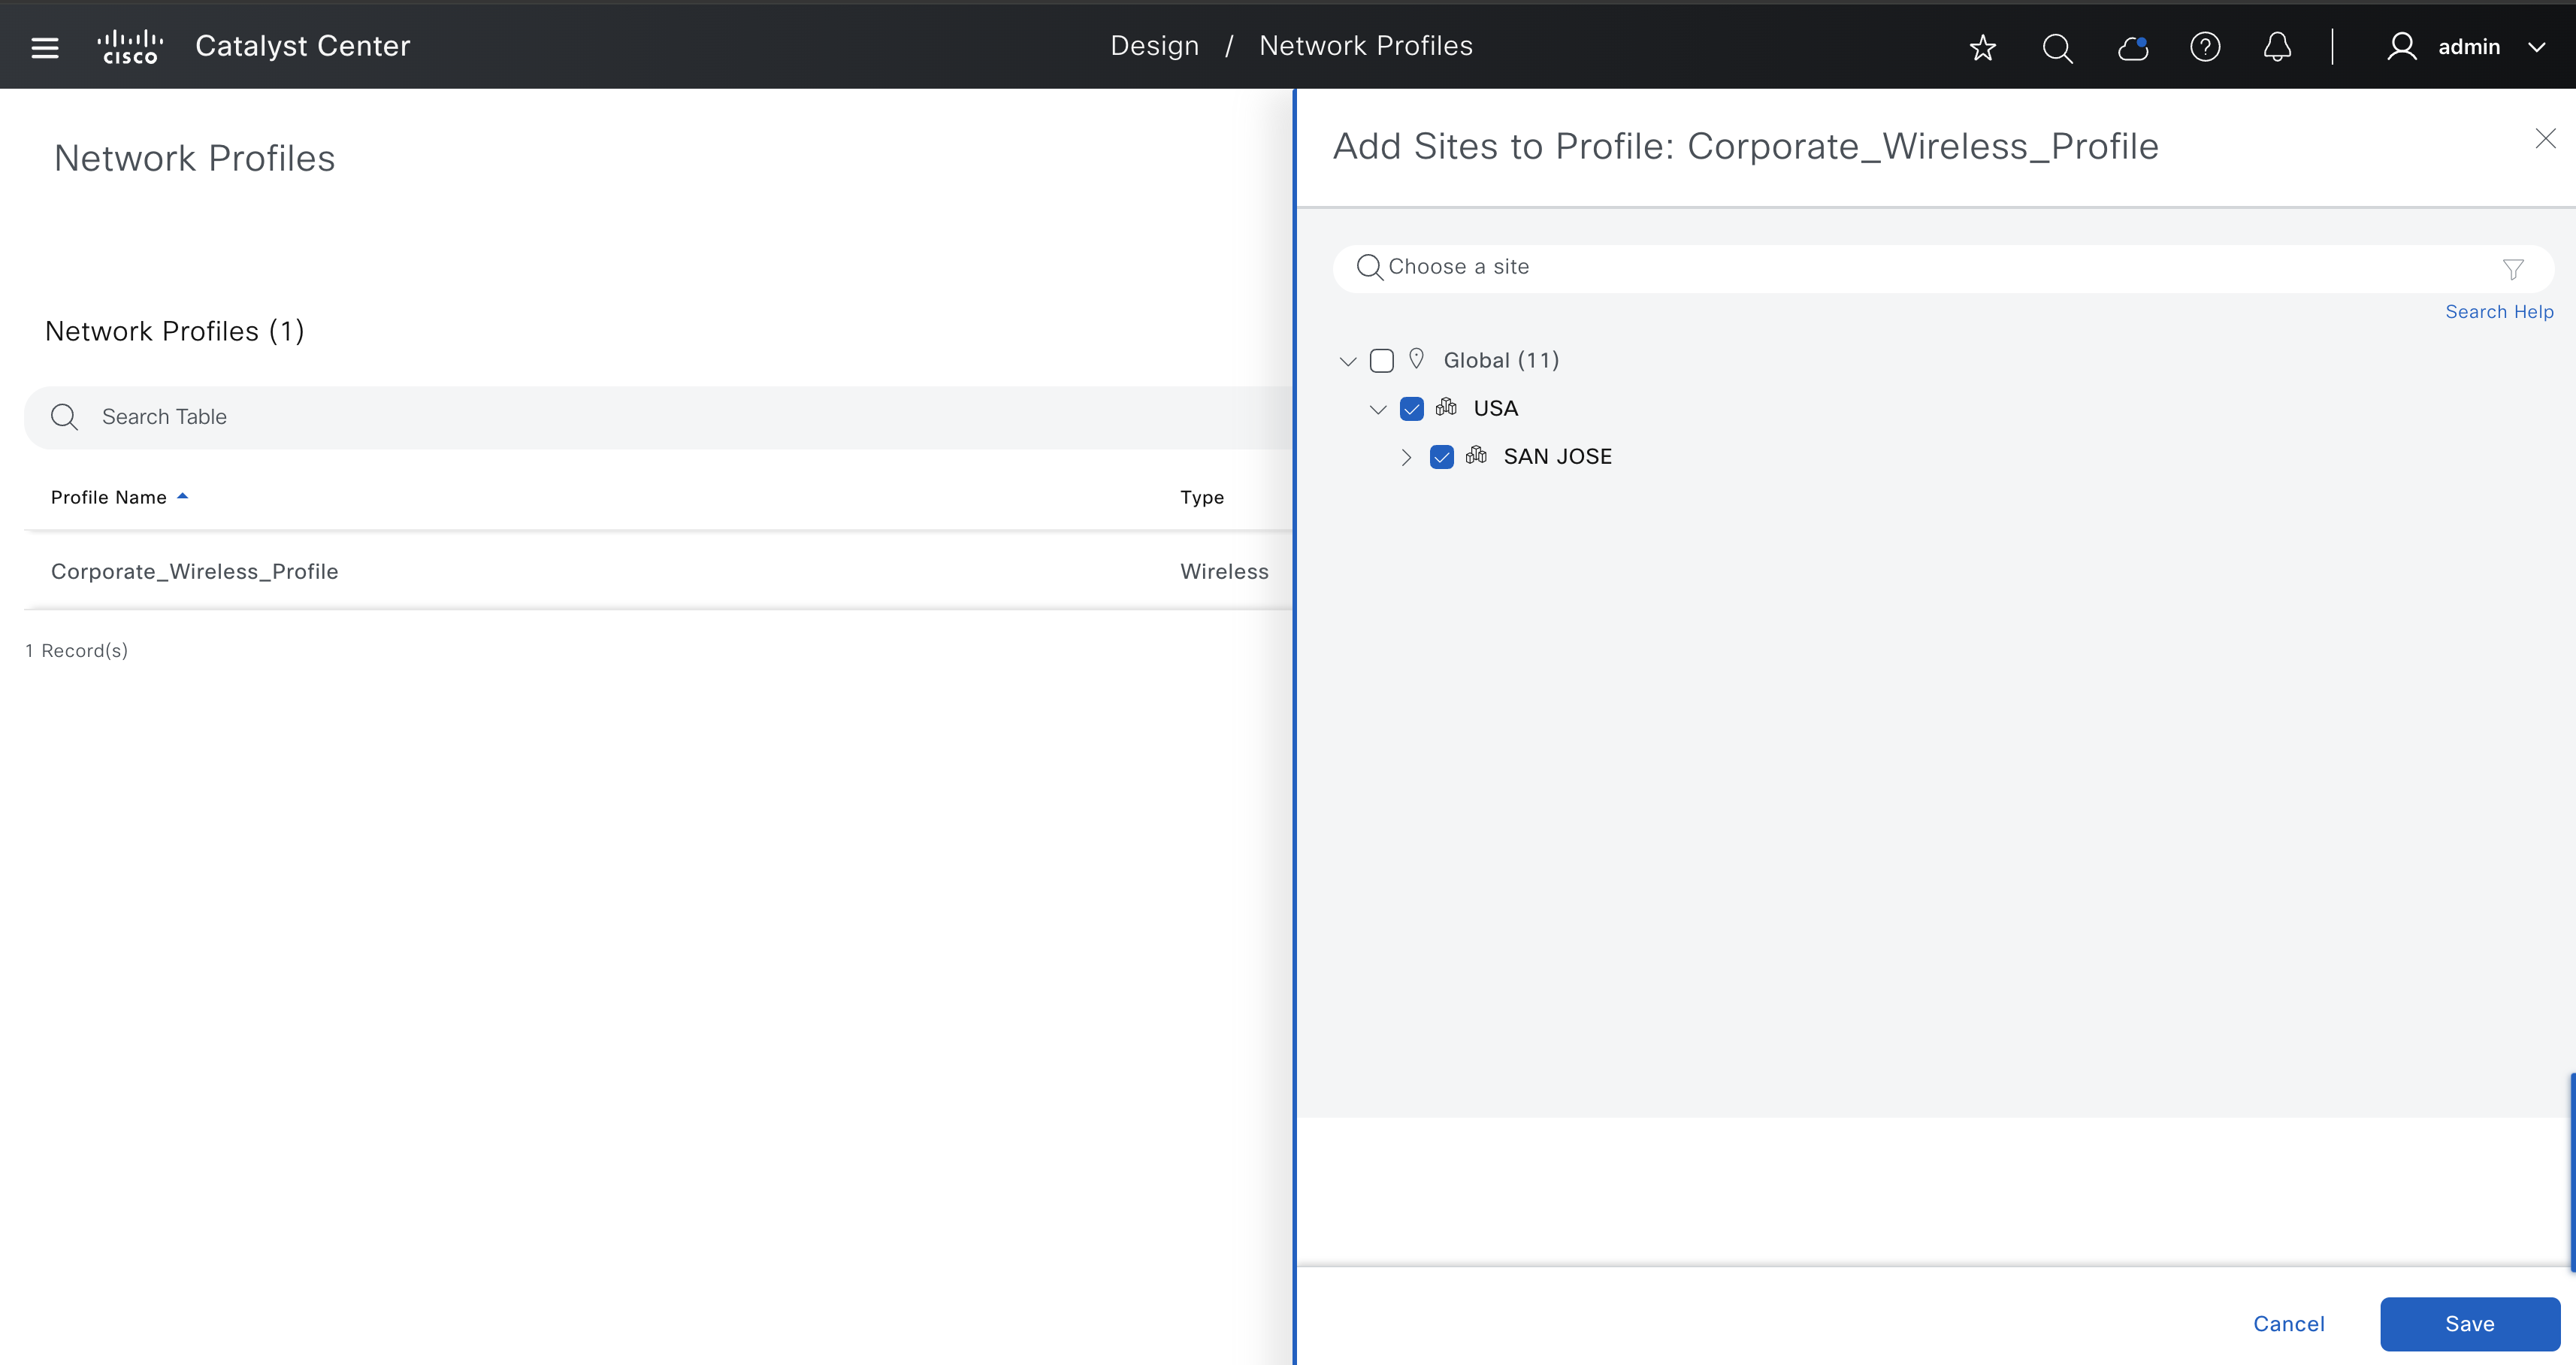 CISCO Catalyst Center
Design / Network Profiles
admin
Network Profiles
Network Profiles (1)
Search Table
Profile Name Type
Corporate_Wireless_Profile Wireless
1 Record(s)
Add Sites to Profile: Corporate_Wireless_Profile
Choose a site
Search Help
Global (11)
USA
SAN JOSE
Cancel Save